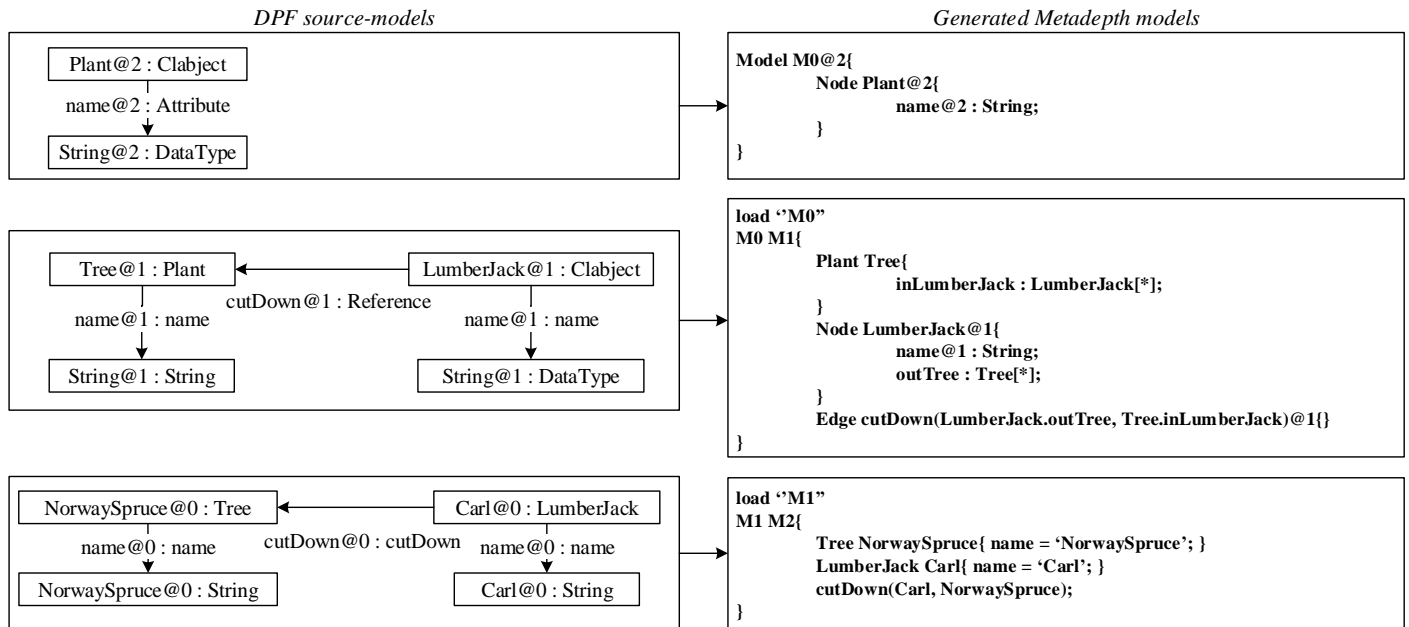 DPF source-models
Generated Metadepth models
Plant@2 : Clabject
name@2 : Attribute
String@2 : DataType
Model M0@2{
Node Plant@2{
name@2 : String;
}
}
Tree@1 : Plant
LumberJack@1 : Clabject
cutDown@1 : Reference
name@1 : name
name@1 : name
String@1 : String
String@1 : DataType
load ‘’M0”
M0 M1{
Plant Tree{
inLumberJack : LumberJack[*];
}
Node LumberJack@1{
name@1 : String;
outTree : Tree[*];
}
Edge cutDown(LumberJack.outTree, Tree.inLumberJack)@1{}
}
NorwaySpruce@0 : Tree
Carl@0 : LumberJack
name@0 : name
cutDown@0 : cutDown
name@0 : name
NorwaySpruce@0 : String
Carl@0 : String
load ‘’M1”
M1 M2{
Tree NorwaySpruce{ name = ‘NorwaySpruce’; }
LumberJack Carl{ name = ‘Carl’; }
cutDown(Carl, NorwaySpruce);
}